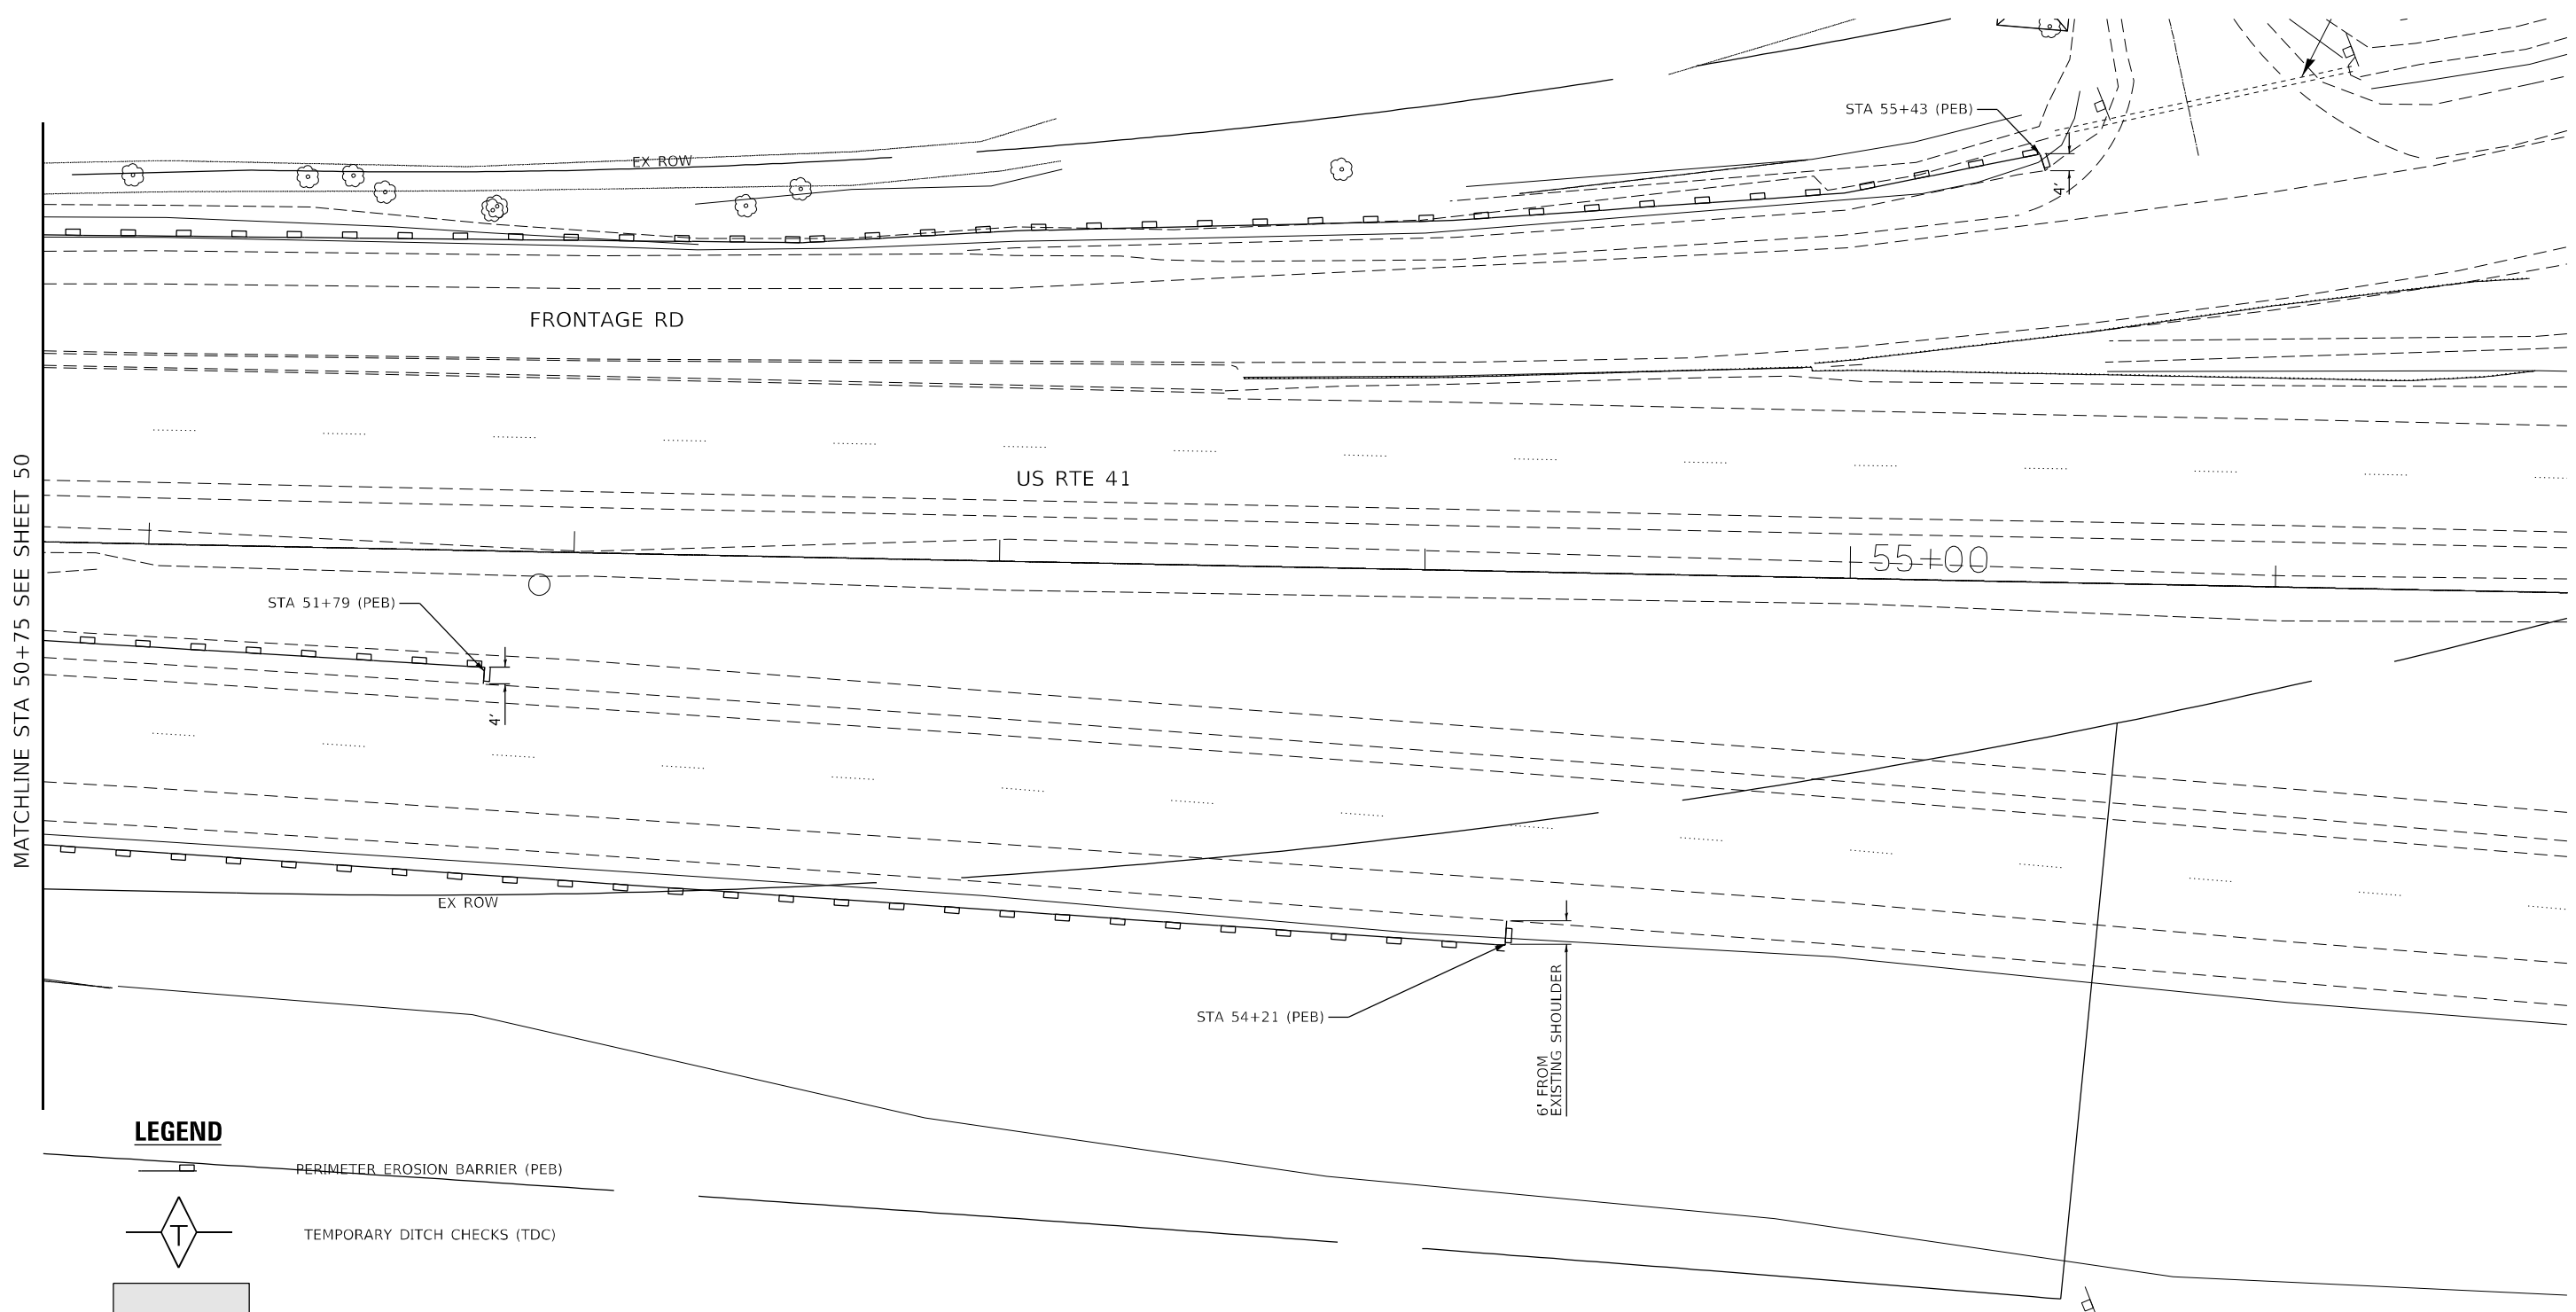 STA 55+43 (PEB)
EX ROW
4'
FRONTAGE RD
US RTE 41
MATCHLINE STA 50+75 SEE SHEET 50
55+00
STA 51+79 (PEB)
4'
EX ROW
STA 54+21 (PEB)
6' FROM
EXISTING SHOULDER
LEGEND
PERIMETER EROSION BARRIER (PEB)
T
TEMPORARY DITCH CHECKS (TDC)